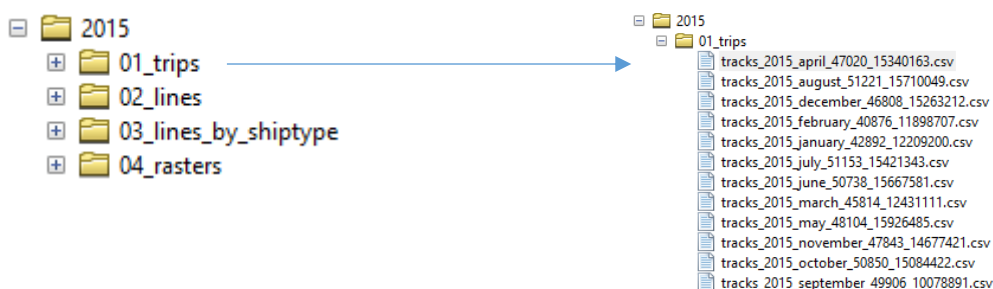 2015
01_trips
02_lines
03_lines_by_shiptype
04_rasters
2015
01_trips
tracks_2015_april_47020_15340163.csv
tracks_2015_august_51221_15710049.csv
tracks_2015_december_46808_15263212.csv
tracks_2015_february_40876_11898707.csv
tracks_2015_january_42892_12209200.csv
tracks_2015_july_51153_15421343.csv
tracks_2015_june_50738_15667581.csv
tracks_2015_march_45814_12431111.csv
tracks_2015_may_48104_15926485.csv
tracks_2015_november_47843_14677421.csv
tracks_2015_october_50850_15084422.csv
tracks_2015_september_49906_10078891.csv